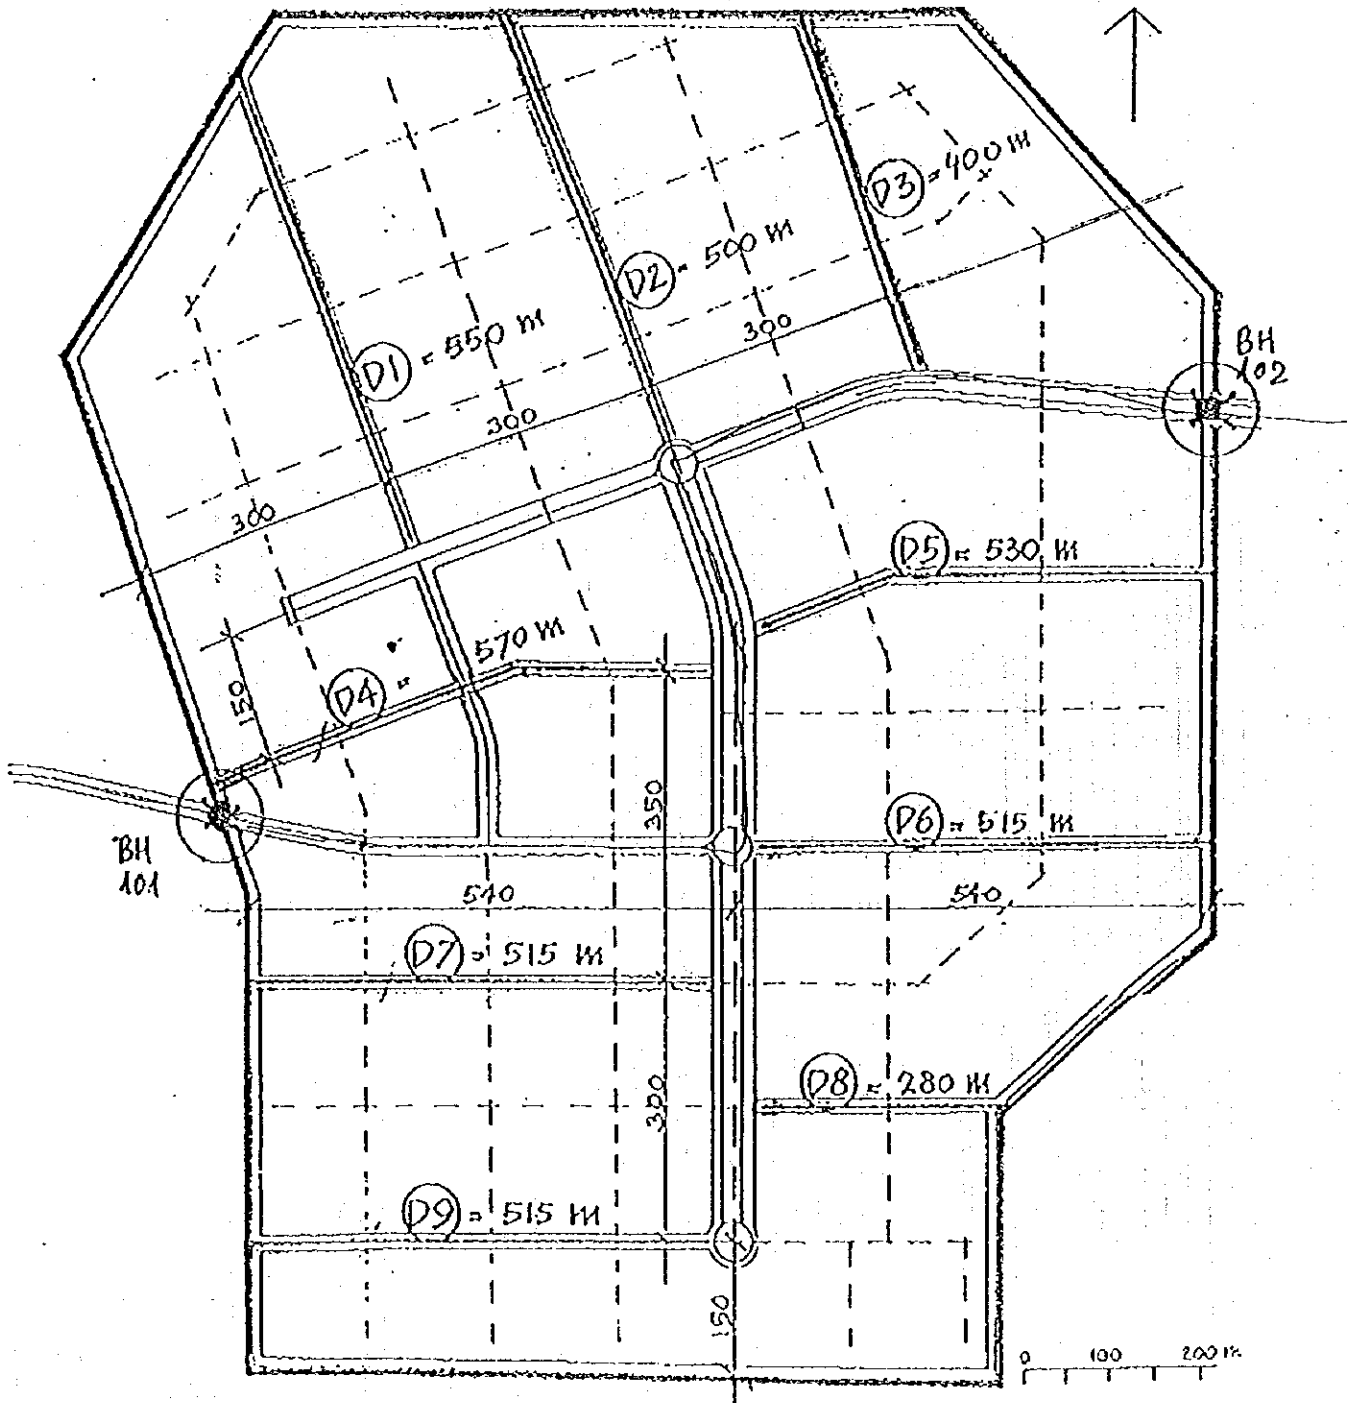 D3 = 400 m
D2 = 500 m
D1 = 550 m
300
300
300
BH
102
D5 = 530 m
D4 = 570 m
150
350
D6 = 515 m
BH
101
540
540
D7 = 515 m
D8 = 280 m
300
D9 = 515 m
150
0 100 200 m